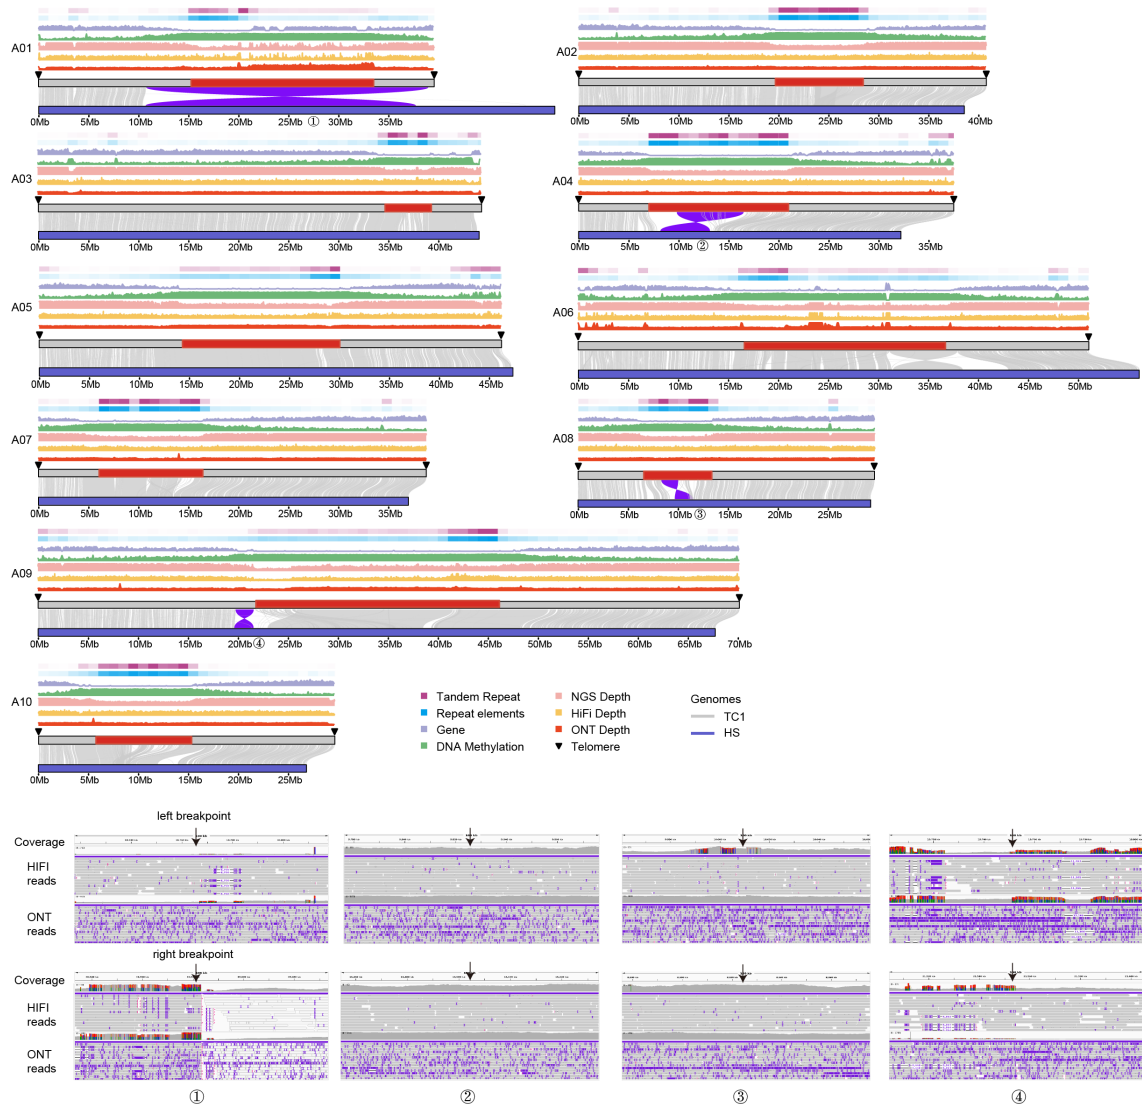 A01
0Mb 5Mb 10Mb 15Mb 20Mb 25Mb ① 30Mb 35Mb
A02
0Mb 5Mb 10Mb 15Mb 20Mb 25Mb 30Mb 35Mb 40Mb
A03
0Mb 5Mb 10Mb 15Mb 20Mb 25Mb 30Mb 35Mb 40Mb
A04
0Mb 5Mb 10Mb ② 15Mb 20Mb 25Mb 30Mb 35Mb
A05
0Mb 5Mb 10Mb 15Mb 20Mb 25Mb 30Mb 35Mb 40Mb 45Mb
A06
0Mb 5Mb 10Mb 15Mb 20Mb 25Mb 30Mb 35Mb 40Mb 45Mb 50Mb
A07
0Mb 5Mb 10Mb 15Mb 20Mb 25Mb 30Mb 35Mb
A08
0Mb 5Mb 10Mb ③ 15Mb 20Mb 25Mb
A09
0Mb 5Mb 10Mb 15Mb 20Mb ④ 25Mb 30Mb 35Mb 40Mb 45Mb 50Mb 55Mb 60Mb 65Mb 70Mb
A10
0Mb 5Mb 10Mb 15Mb 20Mb 25Mb
Tandem Repeat
Repeat elements
Gene
DNA Methylation
NGS Depth
HiFi Depth
ONT Depth
Telomere
Genomes
TC1
HS
left breakpoint
Coverage
HIFI
reads
ONT
reads
right breakpoint
Coverage
HIFI
reads
ONT
reads
① ② ③ ④